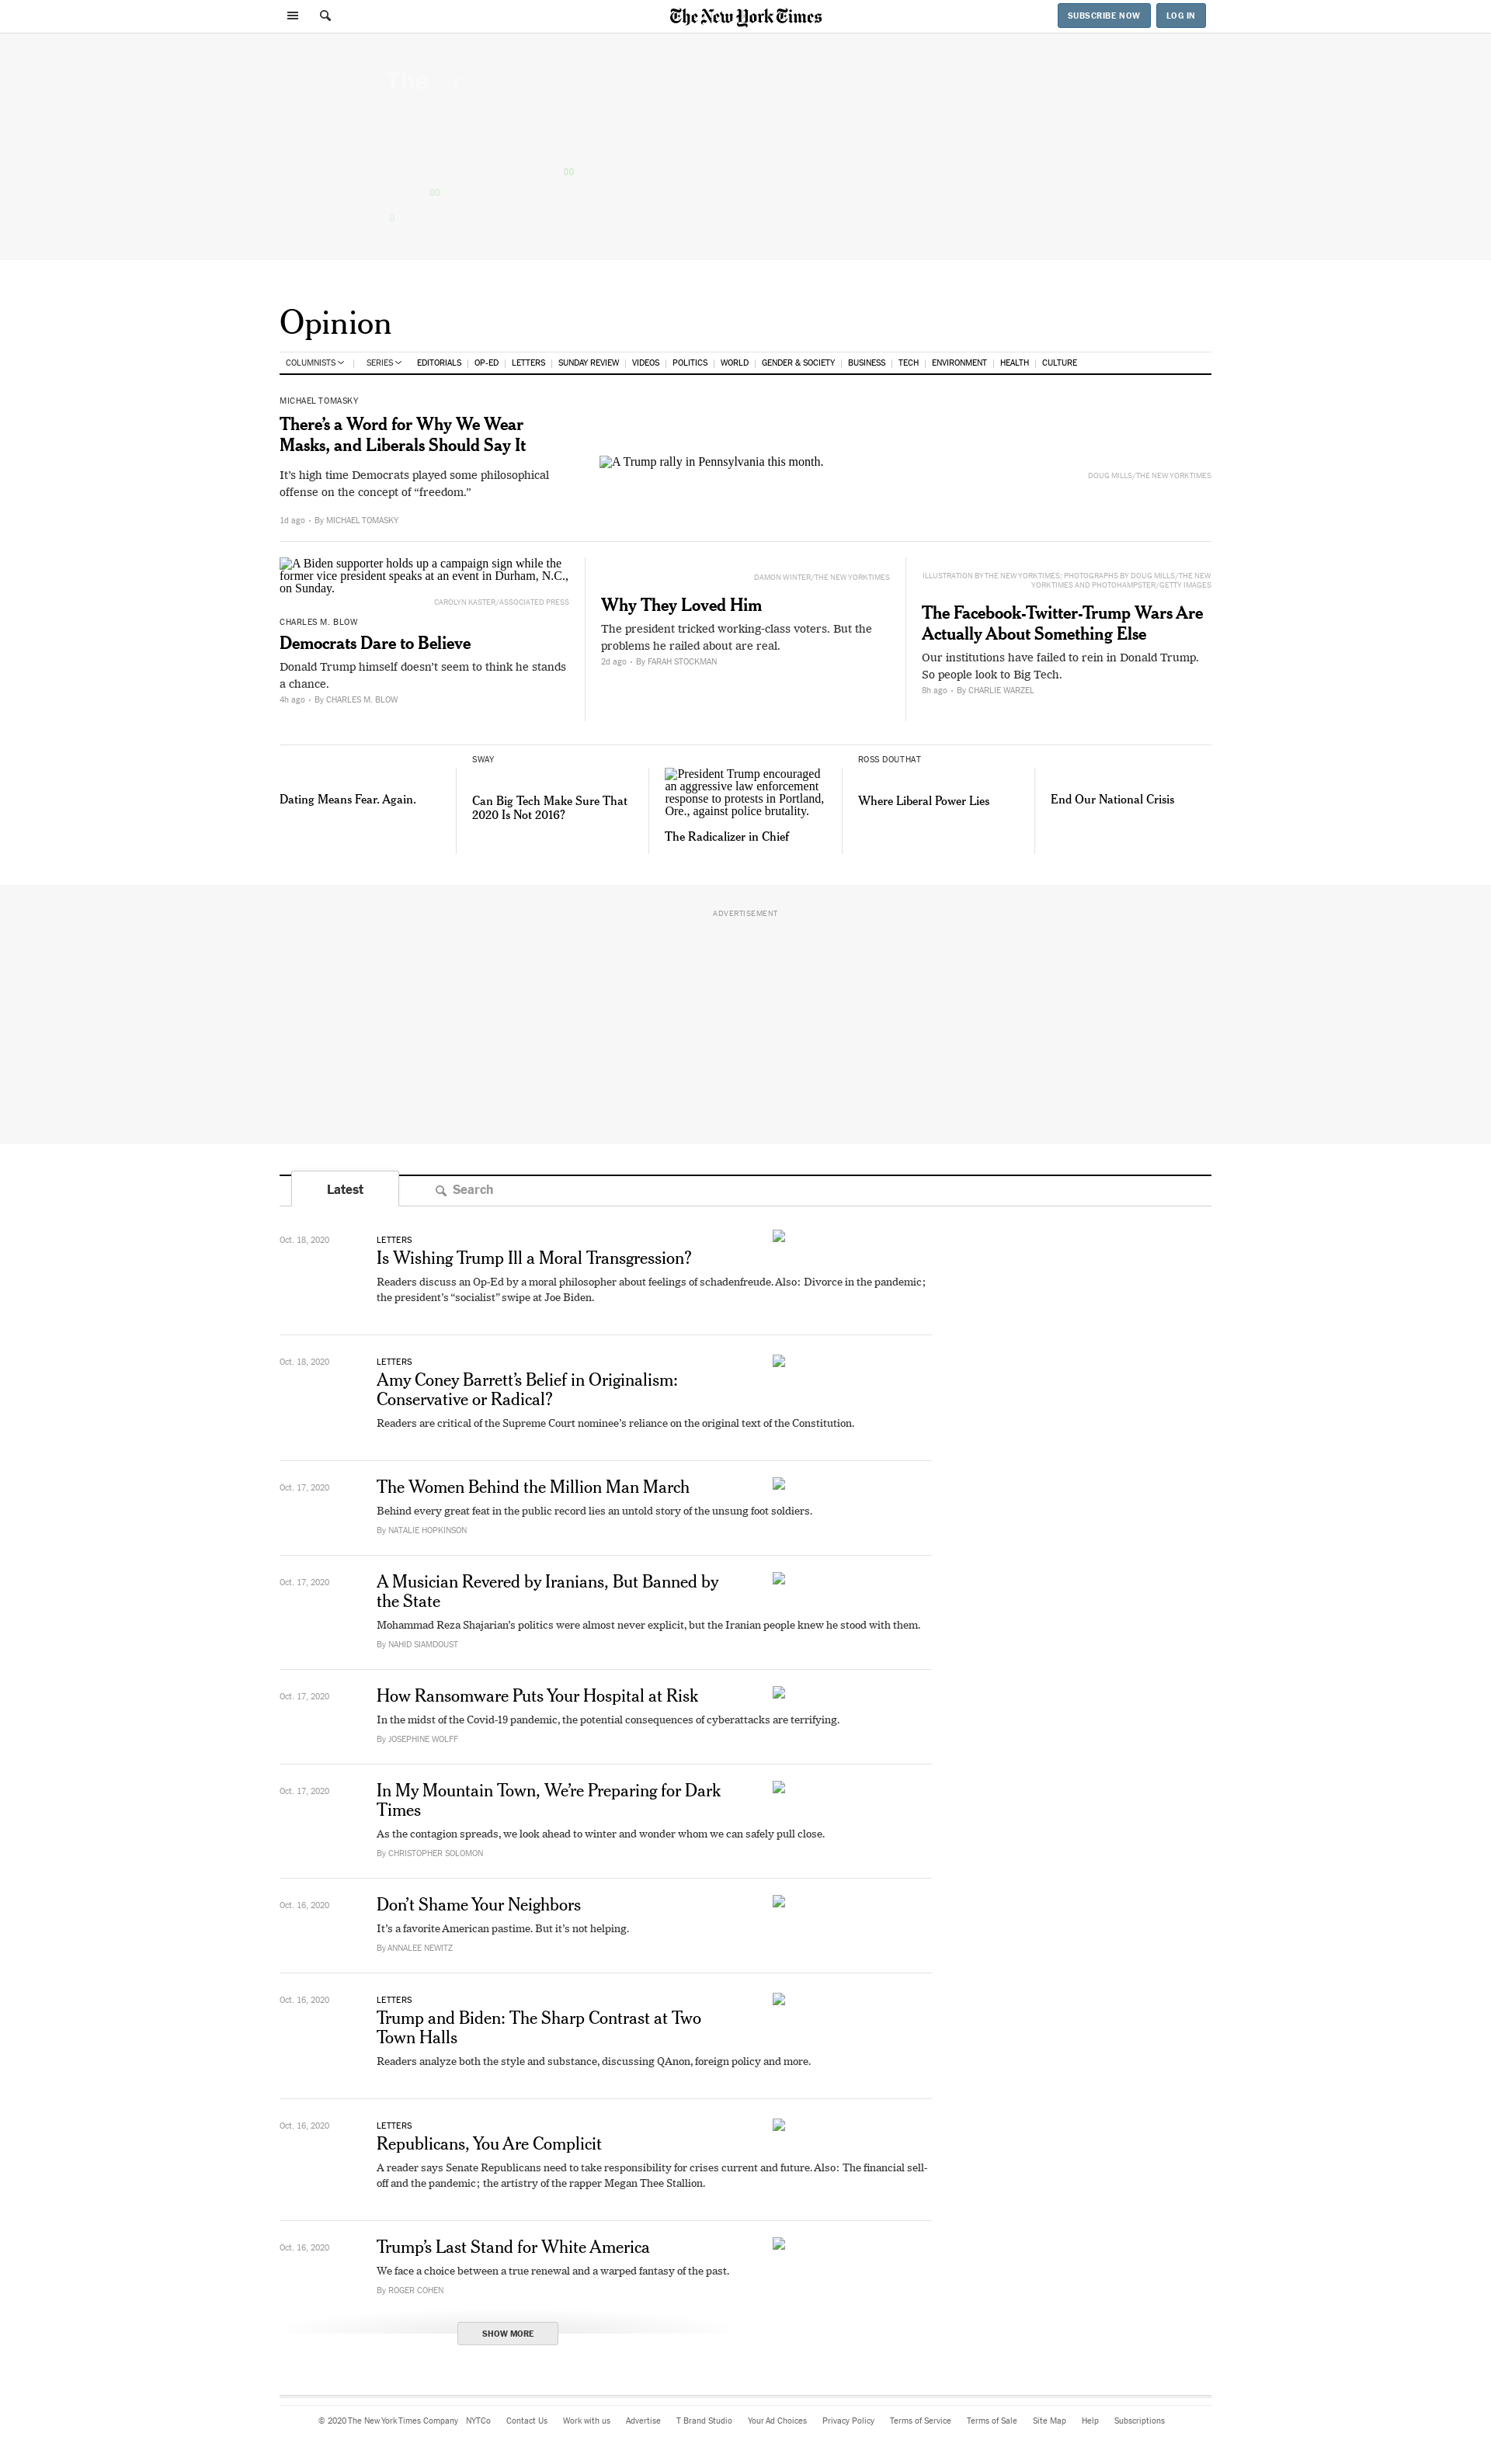 The New York Times
SUBSCRIBE NOW
LOG IN
Opinion
COLUMNISTS
SERIES
EDITORIALS
OP-ED
LETTERS
SUNDAY REVIEW
VIDEOS
POLITICS
WORLD
GENDER & SOCIETY
BUSINESS
TECH
ENVIRONMENT
HEALTH
CULTURE
MICHAEL TOMASKY
There’s a Word for Why We Wear
Masks, and Liberals Should Say It
It’s high time Democrats played some philosophical
offense on the concept of “freedom.”
1d ago • By MICHAEL TOMASKY
A Trump rally in Pennsylvania this month.
DOUG MILLS/THE NEW YORK TIMES
A Biden supporter holds up a campaign sign while the
former vice president speaks at an event in Durham, N.C.,
on Sunday.
CAROLYN KASTER/ASSOCIATED PRESS
CHARLES M. BLOW
Democrats Dare to Believe
Donald Trump himself doesn’t seem to think he stands
a chance.
4h ago • By CHARLES M. BLOW
DAMON WINTER/THE NEW YORK TIMES
Why They Loved Him
The president tricked working-class voters. But the
problems he railed about are real.
2d ago • By FARAH STOCKMAN
ILLUSTRATION BY THE NEW YORK TIMES; PHOTOGRAPHS BY DOUG MILLS/THE NEW
YORK TIMES AND PHOTOHAMPSTER/GETTY IMAGES
The Facebook-Twitter-Trump Wars Are
Actually About Something Else
Our institutions have failed to rein in Donald Trump.
So people look to Big Tech.
8h ago • By CHARLIE WARZEL
Dating Means Fear. Again.
SWAY
Can Big Tech Make Sure That
2020 Is Not 2016?
President Trump encouraged
an aggressive law enforcement
response to protests in Portland,
Ore., against police brutality.
The Radicalizer in Chief
ROSS DOUTHAT
Where Liberal Power Lies
End Our National Crisis
ADVERTISEMENT
Latest
Search
Oct. 18, 2020
LETTERS
Is Wishing Trump Ill a Moral Transgression?
Readers discuss an Op-Ed by a moral philosopher about feelings of schadenfreude. Also: Divorce in the pandemic;
the president’s “socialist” swipe at Joe Biden.
Oct. 18, 2020
LETTERS
Amy Coney Barrett’s Belief in Originalism:
Conservative or Radical?
Readers are critical of the Supreme Court nominee’s reliance on the original text of the Constitution.
Oct. 17, 2020
The Women Behind the Million Man March
Behind every great feat in the public record lies an untold story of the unsung foot soldiers.
By NATALIE HOPKINSON
Oct. 17, 2020
A Musician Revered by Iranians, But Banned by
the State
Mohammad Reza Shajarian’s politics were almost never explicit, but the Iranian people knew he stood with them.
By NAHID SIAMDOUST
Oct. 17, 2020
How Ransomware Puts Your Hospital at Risk
In the midst of the Covid-19 pandemic, the potential consequences of cyberattacks are terrifying.
By JOSEPHINE WOLFF
Oct. 17, 2020
In My Mountain Town, We’re Preparing for Dark
Times
As the contagion spreads, we look ahead to winter and wonder whom we can safely pull close.
By CHRISTOPHER SOLOMON
Oct. 16, 2020
Don’t Shame Your Neighbors
It’s a favorite American pastime. But it’s not helping.
By ANNALEE NEWITZ
Oct. 16, 2020
LETTERS
Trump and Biden: The Sharp Contrast at Two
Town Halls
Readers analyze both the style and substance, discussing QAnon, foreign policy and more.
Oct. 16, 2020
LETTERS
Republicans, You Are Complicit
A reader says Senate Republicans need to take responsibility for crises current and future. Also: The financial sell-
off and the pandemic; the artistry of the rapper Megan Thee Stallion.
Oct. 16, 2020
Trump’s Last Stand for White America
We face a choice between a true renewal and a warped fantasy of the past.
By ROGER COHEN
SHOW MORE
© 2020 The New York Times Company
NYTCo
Contact Us
Work with us
Advertise
T Brand Studio
Your Ad Choices
Privacy Policy
Terms of Service
Terms of Sale
Site Map
Help
Subscriptions